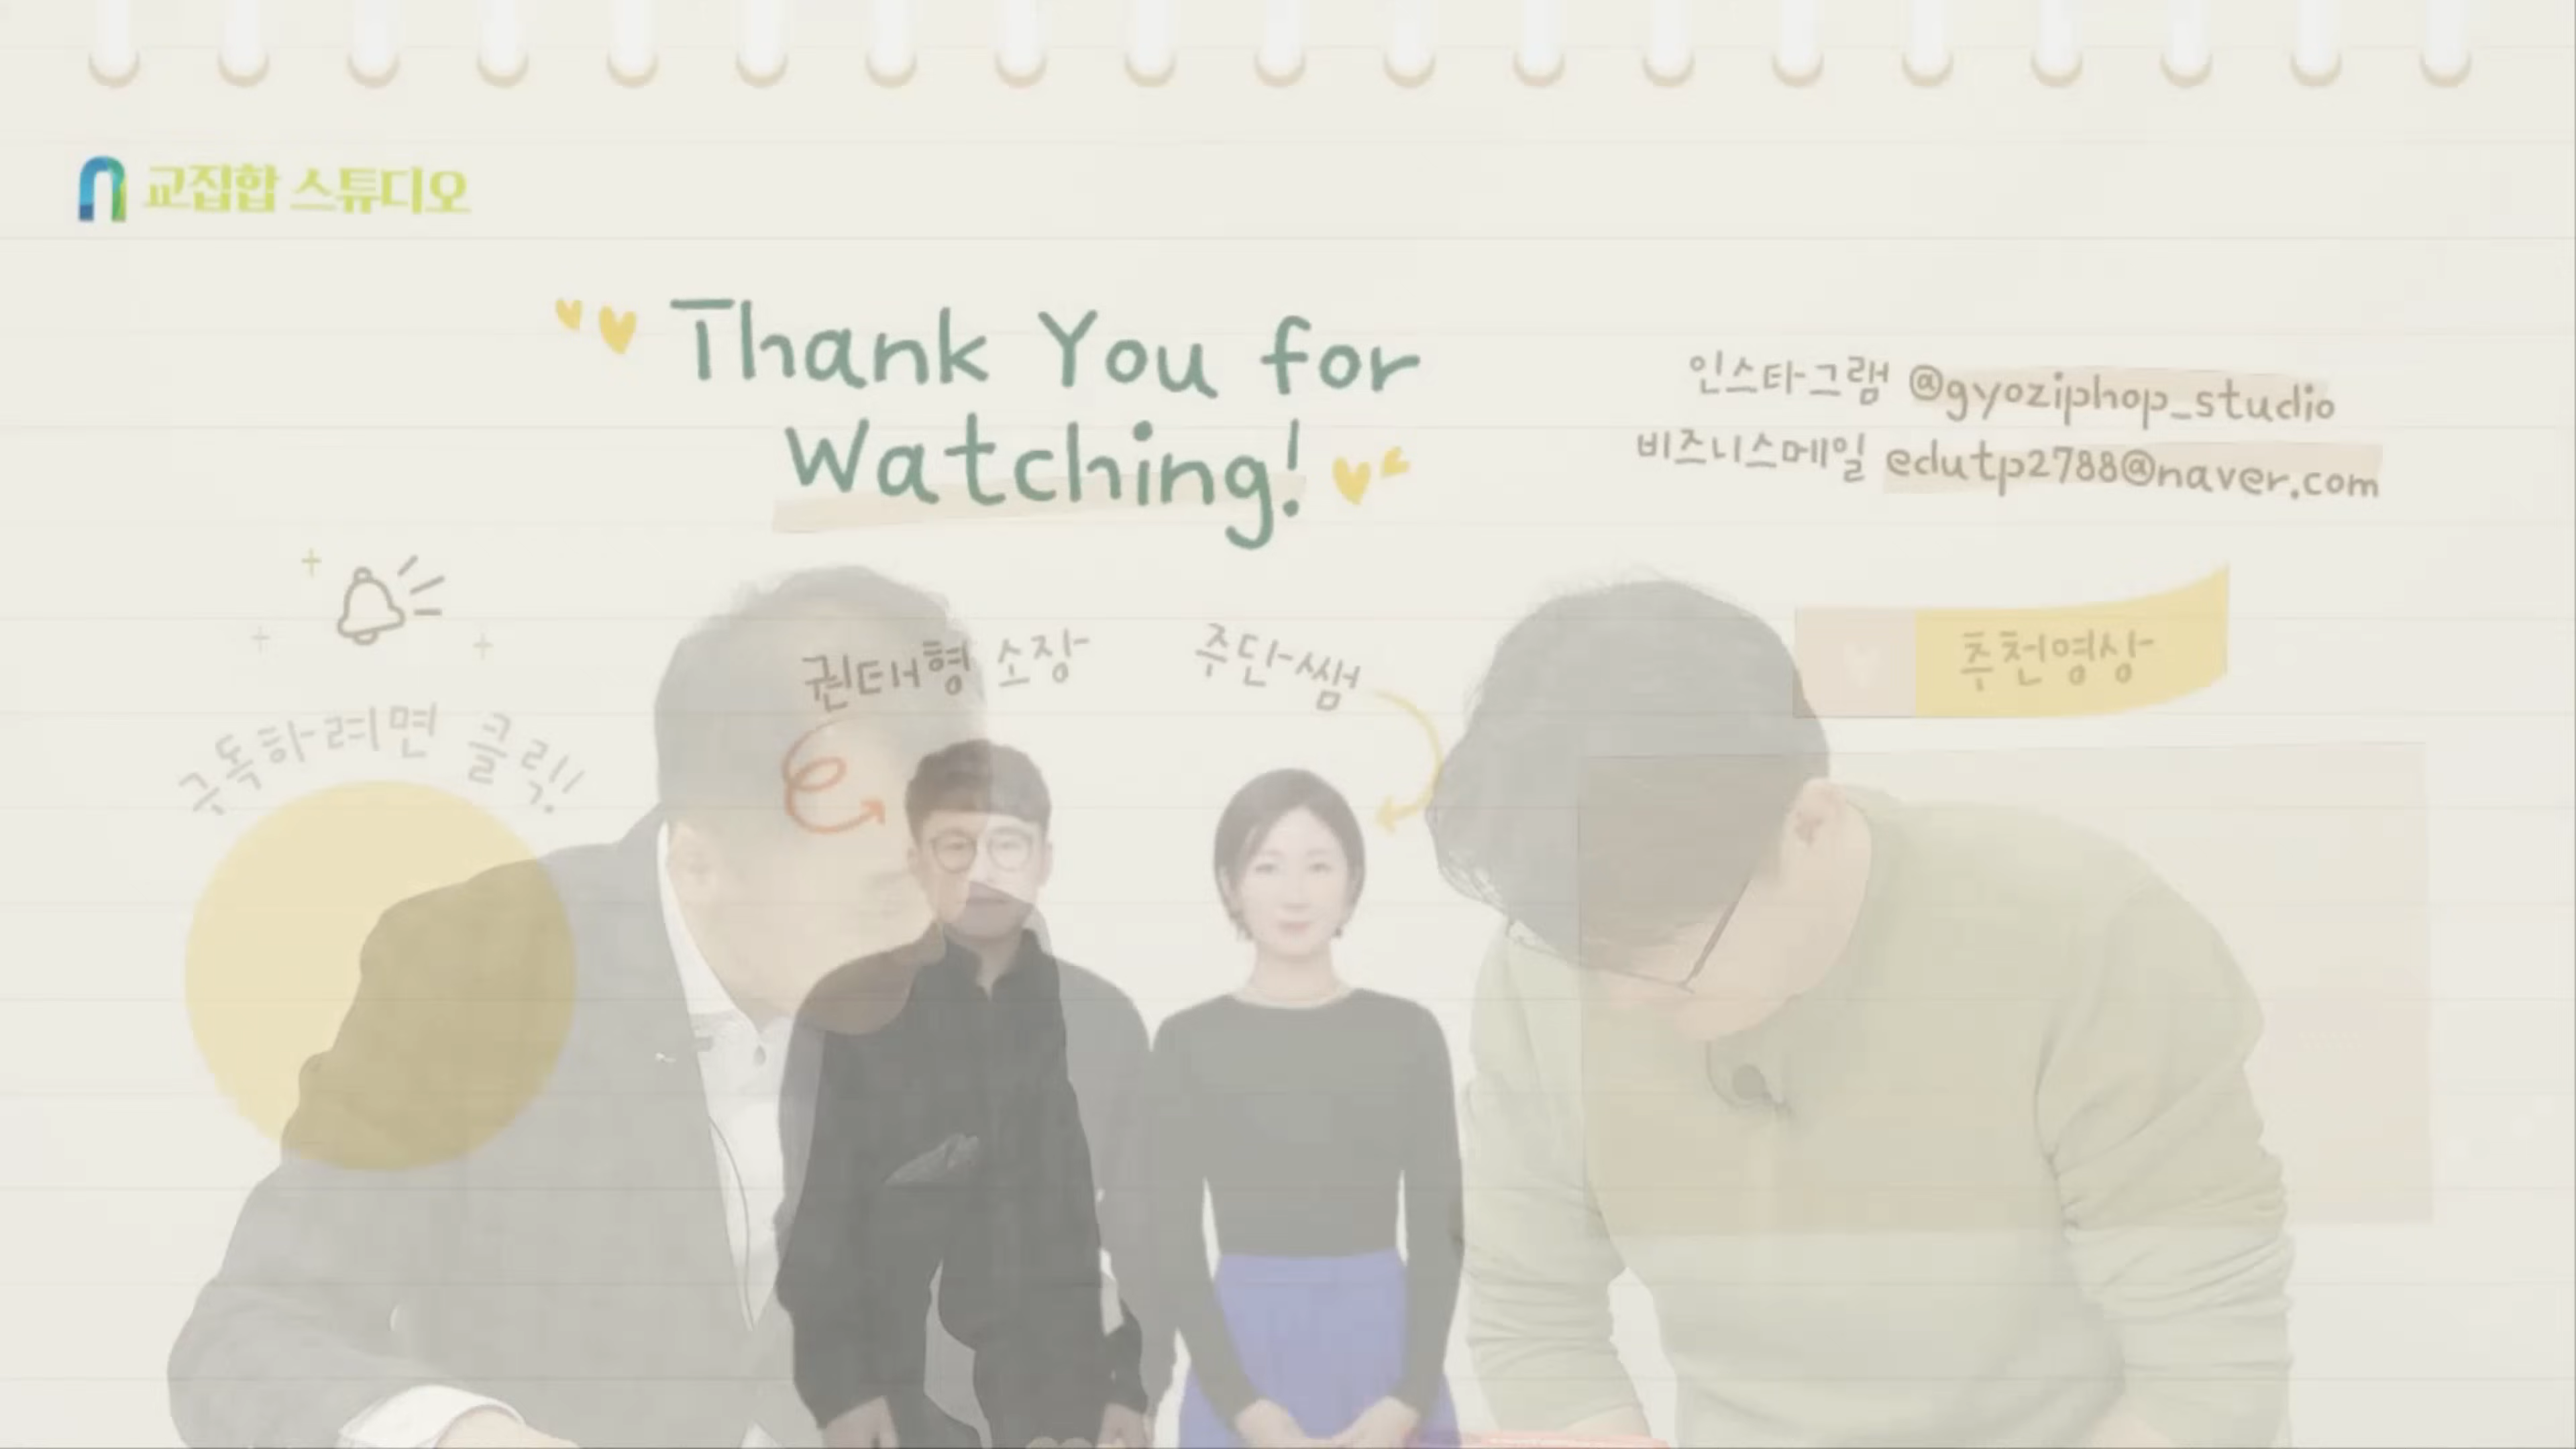 교집합 스튜디오
Thank You for
Watching!
인스타그램 @gyoziphop_studio
비즈니스메일 edutp2788@naver.com
구독하려면 클릭!
권태형 소장
주단쌤
추천영상